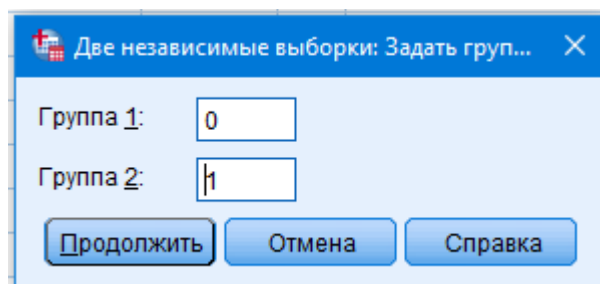 Две независимые выборки: Задать груп...
Группа 1: 0
Группа 2: 1
Продолжить Отмена Справка